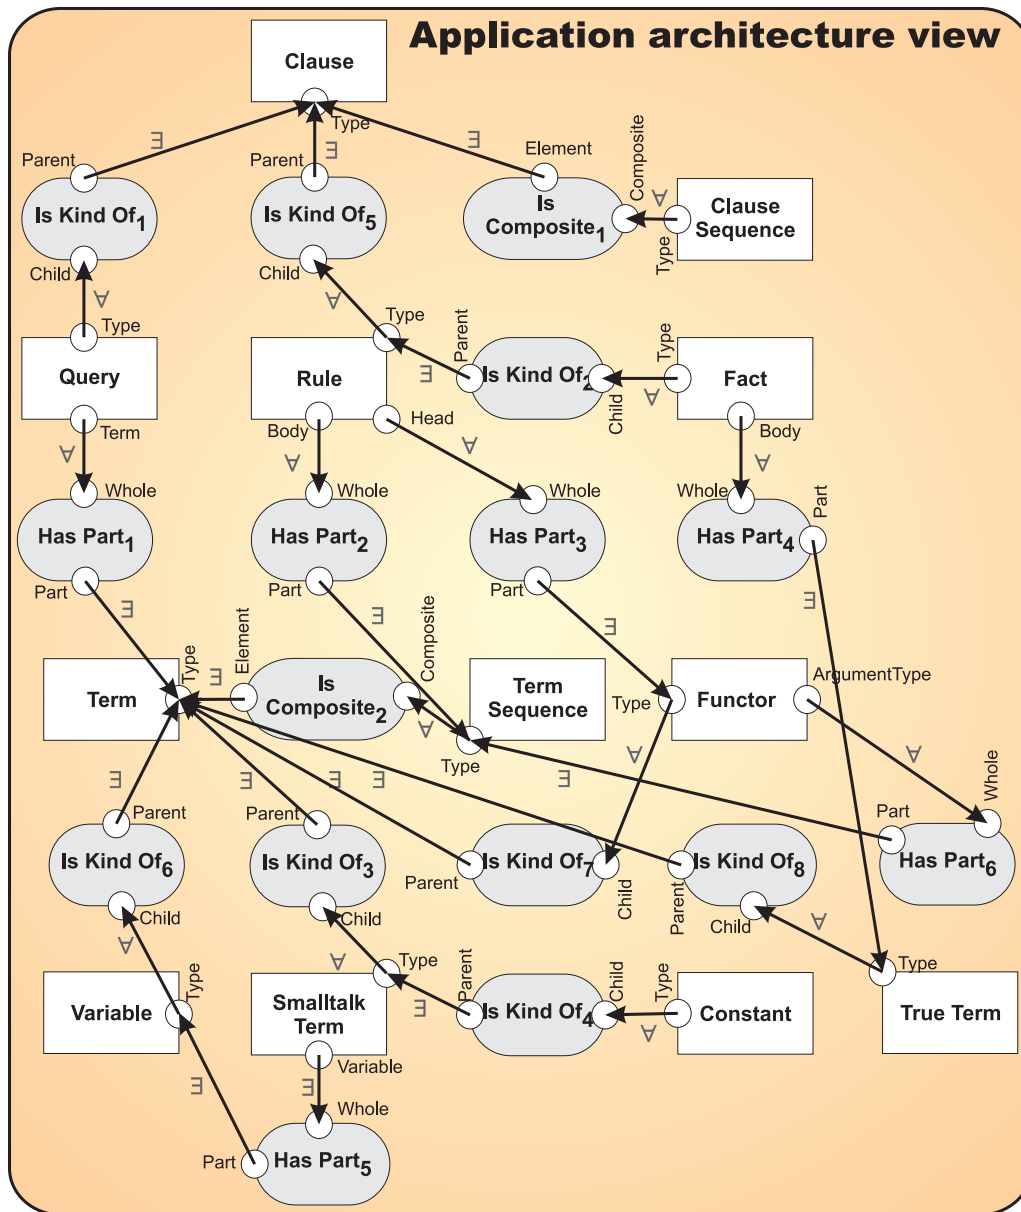 Application architecture view
Clause
Type
∃
∃
∃
Parent
Parent
Element
Composite
Is Kind Of1
Is Kind Of5
Is
Composite1
∀
Type
Clause
Sequence
Child
Child
∀
∀
Type
Type
Parent
Type
Query
Rule
∃
Is Kind Of2
Child
∀
Fact
Term
Body
Head
Body
∀
∀
∀
∀
Whole
Whole
Whole
Whole
Part
Has Part1
Has Part2
Has Part3
Has Part4
Part
Part
Part
∃
∃
∃
∃
Type
Element
Composite
Term
∃
Is
Composite2
∀
Term
Sequence
Type
Functor
ArgumentType
Type
∀
∀
∃
∃
∃
∃
∃
Whole
Parent
Parent
Part
Is Kind Of6
Is Kind Of3
Is Kind Of7
Is Kind Of8
Has Part6
Parent
Child
Parent
Child
Child
Child
∀
∀
∀
Type
Type
Parent
Child
Type
Type
Variable
Smalltalk
Term
∃
Is Kind Of4
∀
Constant
True Term
Variable
∃
∃
Whole
Part
Has Part5